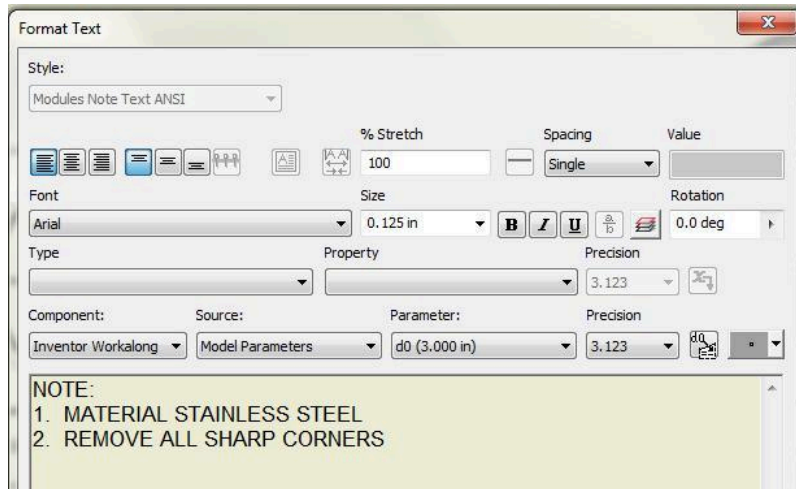 Format Text
Style:
Modules Note Text ANSI
% Stretch Spacing Value
100 Single
Font Size Rotation
Arial 0.125 in B I U a/b 0.0 deg
Type Property Precision
3.123
Component: Source: Parameter: Precision
Inventor Workalong Model Parameters d0 (3.000 in) 3.123
NOTE:
1. MATERIAL STAINLESS STEEL
2. REMOVE ALL SHARP CORNERS